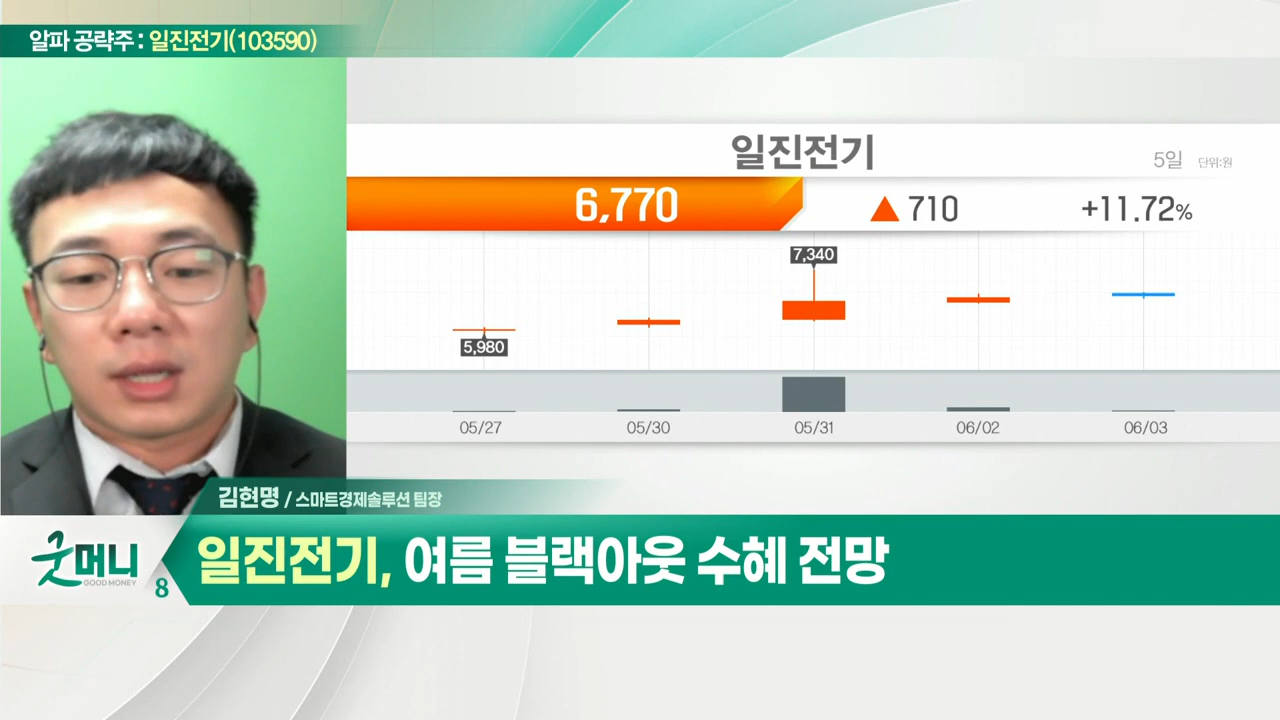 알파 공략주 : 일진전기(103590)
일진전기
5일 단위:원
6,770 ▲ 710 +11.72%
7,340
5,980
05/27 05/30 05/31 06/02 06/03
김현명 / 스마트경제솔루션 팀장
굿머니
GOOD MONEY
8
일진전기, 여름 블랙아웃 수혜 전망